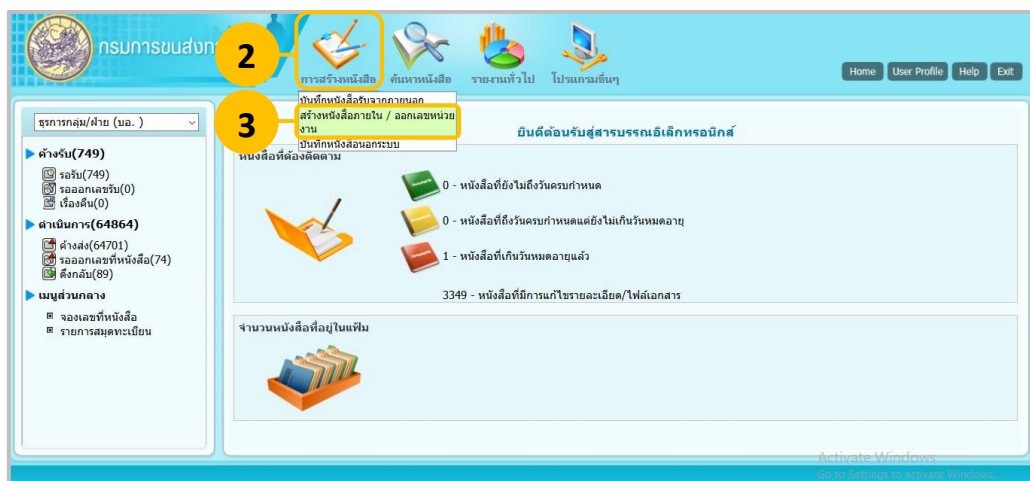 กรมการขนส่งท
2
การสร้างหนังสือ
ค้นหาหนังสือ
รายงานทั่วไป
โปรแกรมอื่นๆ
Home
User Profile
Help
Exit
บันทึกหนังสือรับจากภายนอก
3
สร้างหนังสือภายใน / ออกเลขหน่วย
งาน
บันทึกหนังสือนอกระบบ
ธุรการกลุ่ม/ฝ่าย (บอ. )
ยินดีต้อนรับสู่สารบรรณอิเล็กทรอนิกส์
ค้างรับ(749)
รอรับ(749)
รอออกเลขรับ(0)
เรื่องคืน(0)
ดำเนินการ(64864)
ค้างส่ง(64701)
รอออกเลขที่หนังสือ(74)
ดึงกลับ(89)
เมนูส่วนกลาง
จองเลขที่หนังสือ
รายการสมุดทะเบียน
หนังสือที่ต้องติดตาม
0 - หนังสือที่ยังไม่ถึงวันครบกำหนด
0 - หนังสือที่ถึงวันครบกำหนดแต่ยังไม่เกินวันหมดอายุ
1 - หนังสือที่เกินวันหมดอายุแล้ว
3349 - หนังสือที่มีการแก้ไขรายละเอียด/ไฟล์เอกสาร
จำนวนหนังสือที่อยู่ในแฟ้ม
Activate Windows
Go to Settings to activate Windows.